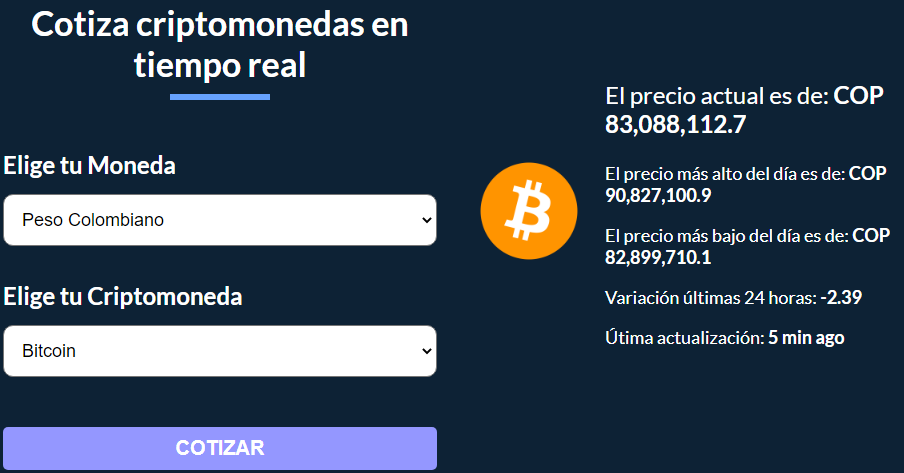 Cotiza criptomonedas en
tiempo real
Elige tu Moneda
Peso Colombiano
Elige tu Criptomoneda
Bitcoin
COTIZAR
El precio actual es de: COP
83,088,112.7
El precio más alto del día es de: COP
90,827,100.9
El precio más bajo del día es de: COP
82,899,710.1
Variación últimas 24 horas: -2.39
Útima actualización: 5 min ago